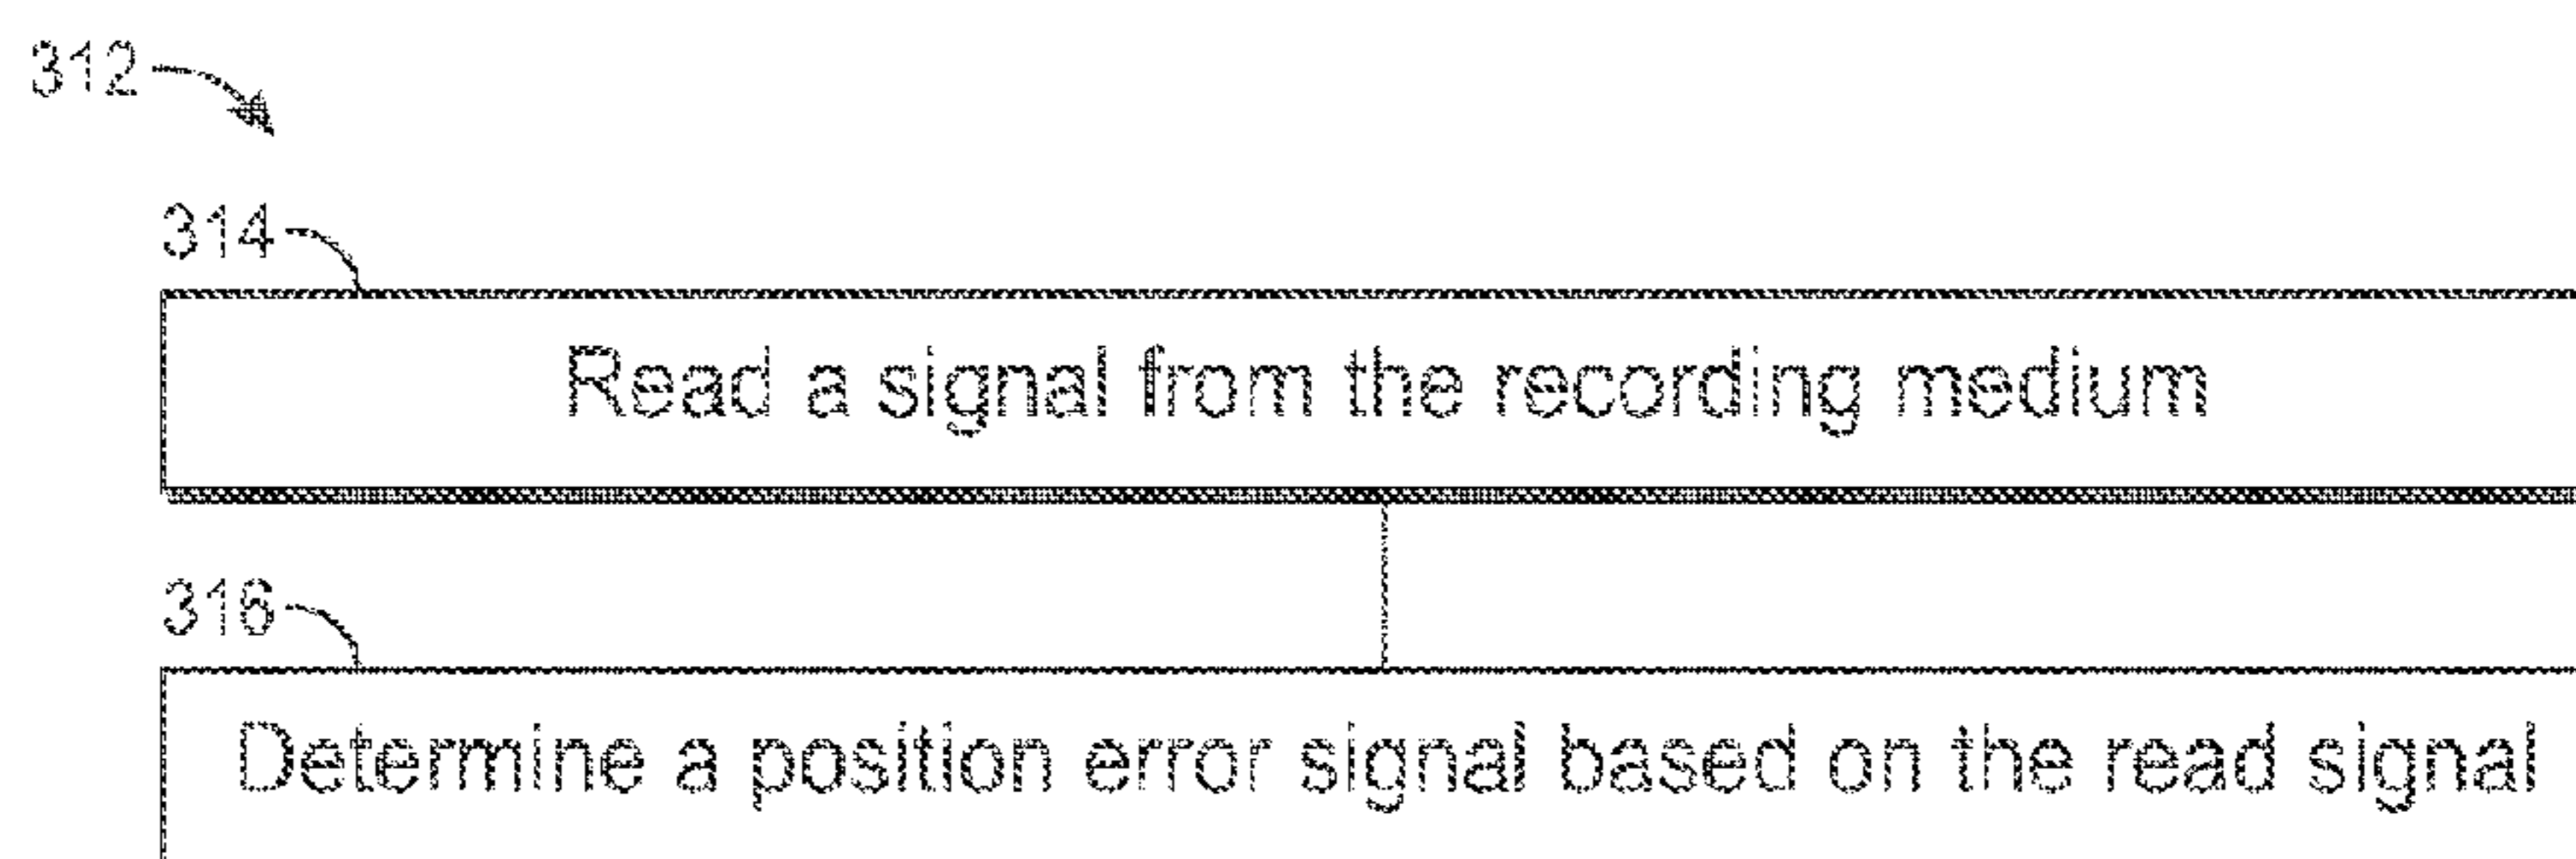 312
314
Read a signal from the recording medium
316
Determine a position error signal based on the read signal